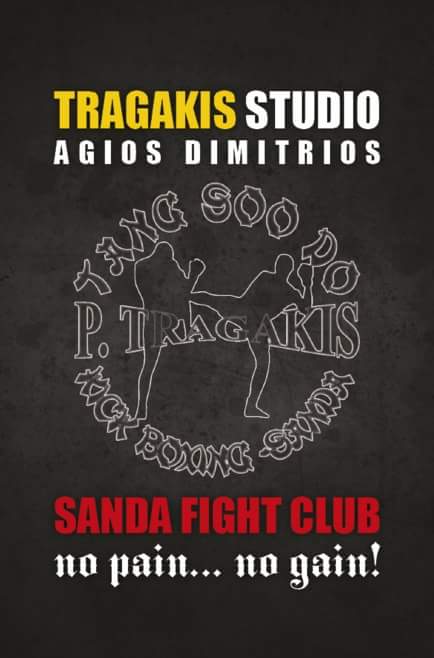 TRAGAKIS STUDIO
AGIOS DIMITRIOS
TANG SOO DO
P. TRAGAKIS
KICK BOXING - SANDA
SANDA FIGHT CLUB
no pain... no gain!